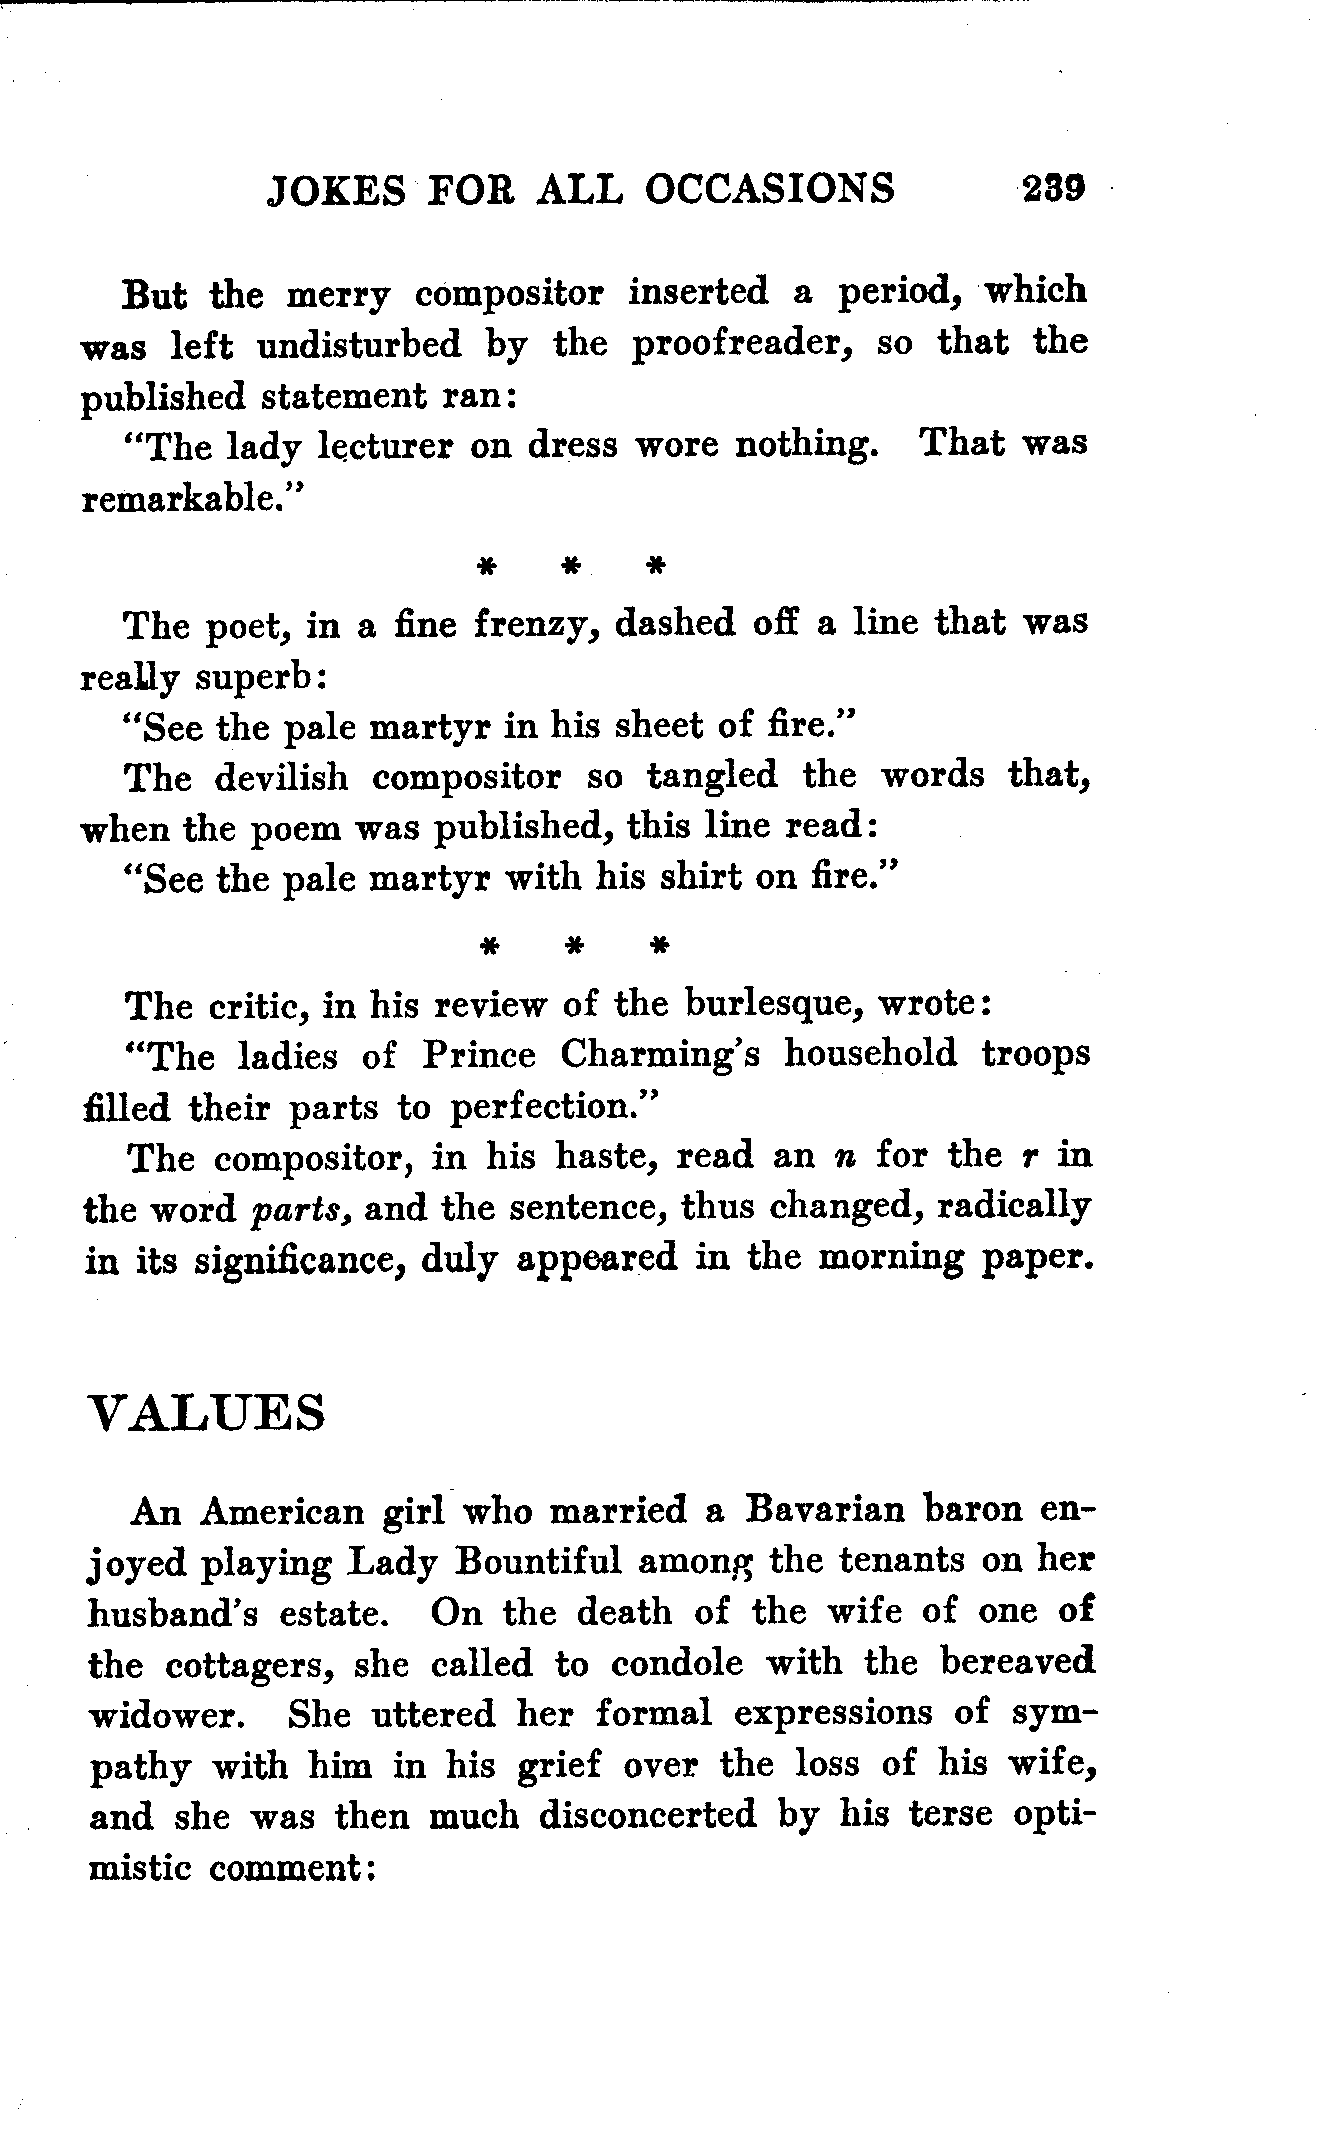 JOKES FOR ALL OCCASIONS 239
But the merry compositor inserted a period, which
was left undisturbed by the proofreader, so that the
published statement ran:
"The lady lecturer on dress wore nothing. That was
remarkable."
* * *
The poet, in a fine frenzy, dashed off a line that was
really superb:
"See the pale martyr in his sheet of fire."
The devilish compositor so tangled the words that,
when the poem was published, this line read:
"See the pale martyr with his shirt on fire."
* * *
The critic, in his review of the burlesque, wrote:
"The ladies of Prince Charming's household troops
filled their parts to perfection."
The compositor, in his haste, read an n for the r in
the word parts, and the sentence, thus changed, radically
in its significance, duly appeared in the morning paper.
VALUES
An American girl who married a Bavarian baron en-
joyed playing Lady Bountiful among the tenants on her
husband's estate. On the death of the wife of one of
the cottagers, she called to condole with the bereaved
widower. She uttered her formal expressions of sym-
pathy with him in his grief over the loss of his wife,
and she was then much disconcerted by his terse opti-
mistic comment: